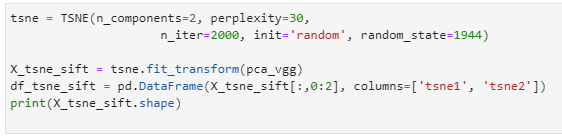 tsne = TSNE(n_components=2, perplexity=30,
            n_iter=2000, init='random', random_state=1944)
X_tsne_sift = tsne.fit_transform(pca_vgg)
df_tsne_sift = pd.DataFrame(X_tsne_sift[:,0:2], columns=['tsne1', 'tsne2'])
print(X_tsne_sift.shape)